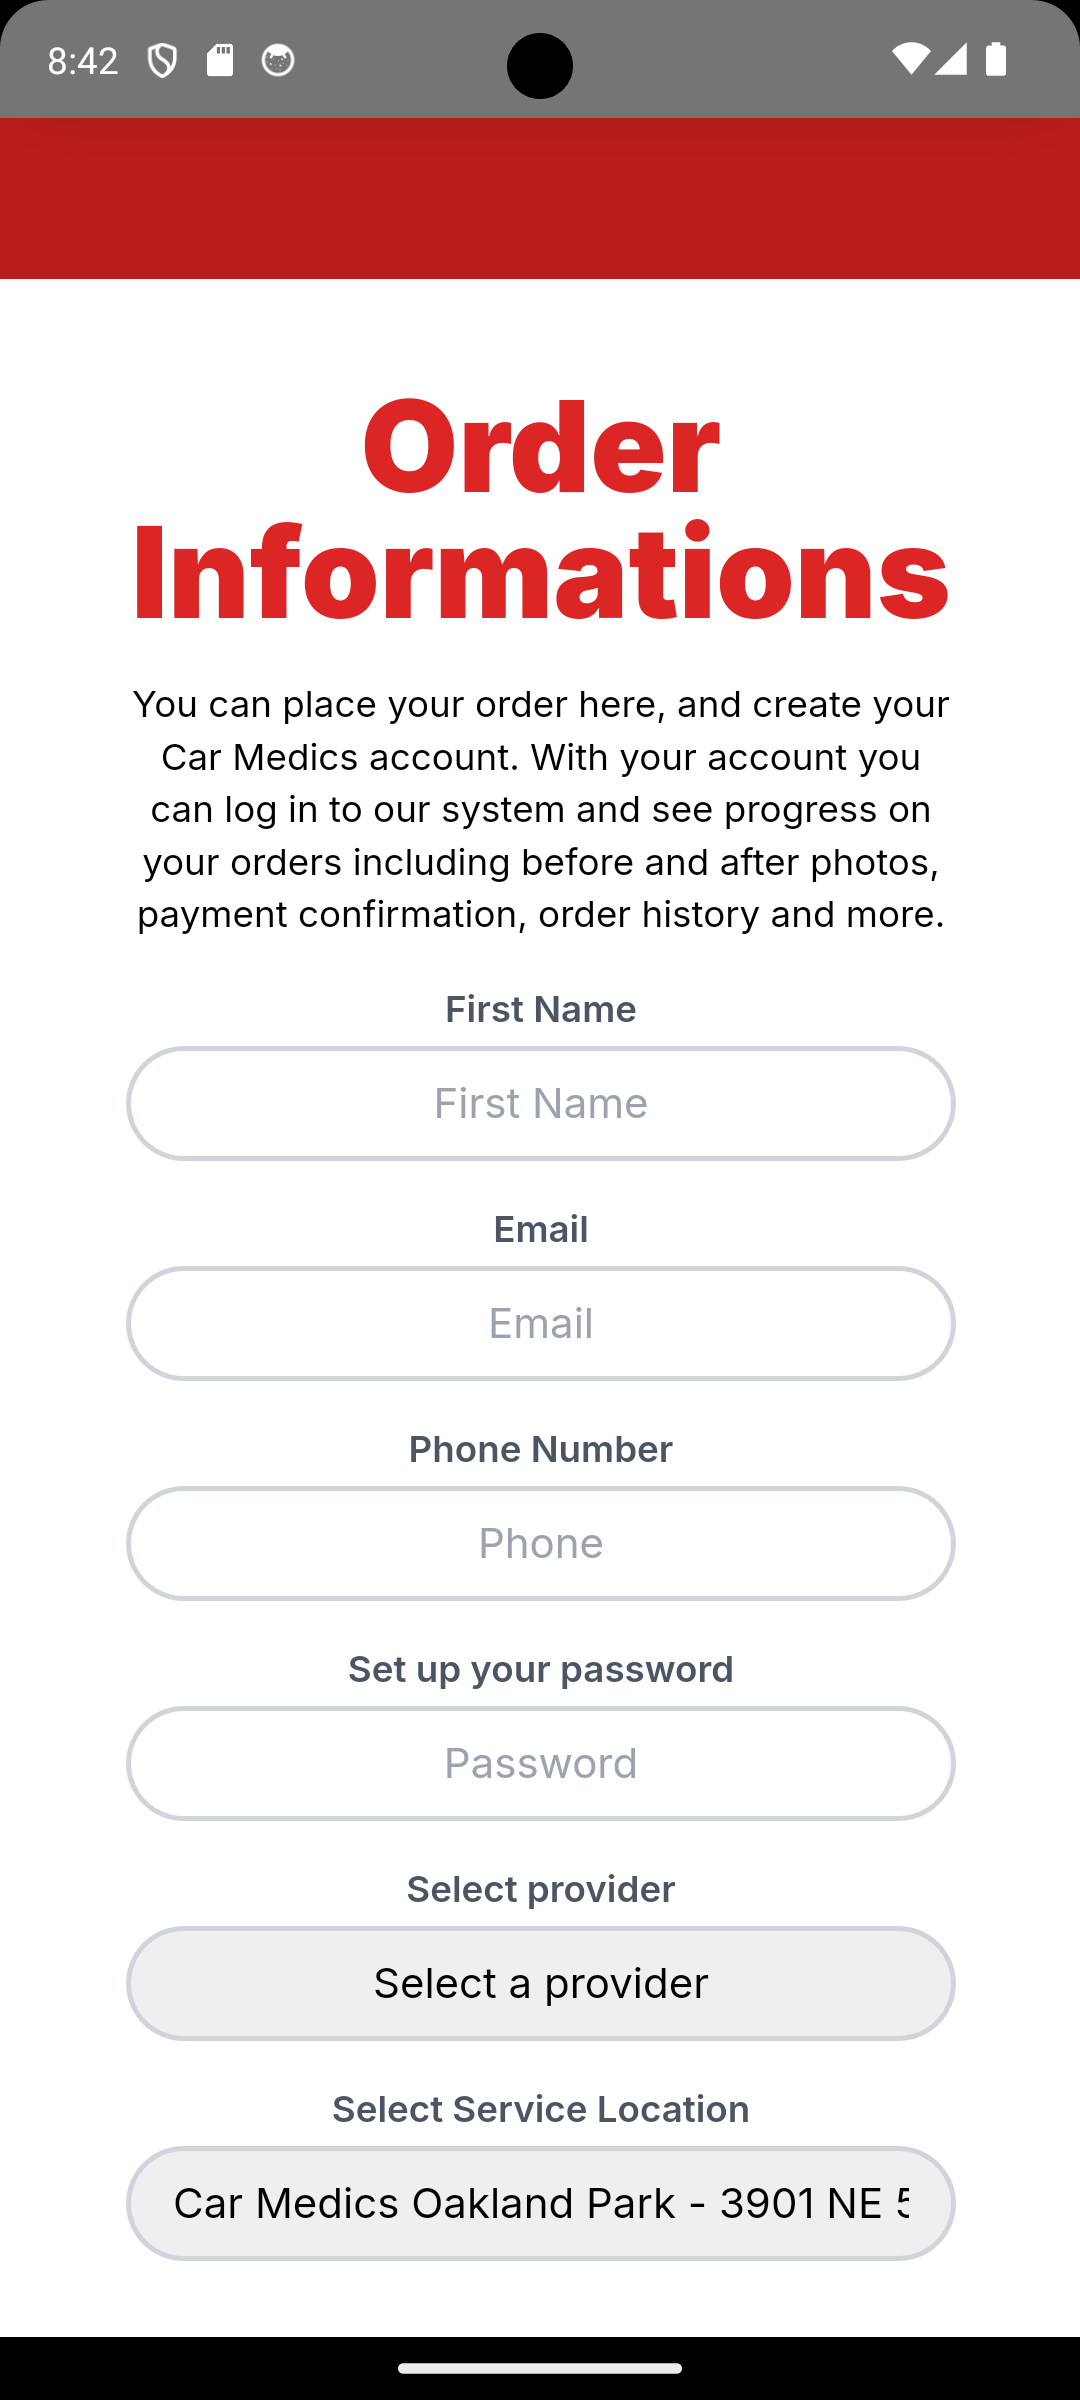 8:42
Order
Informations
You can place your order here, and create your
Car Medics account. With your account you
can log in to our system and see progress on
your orders including before and after photos,
payment confirmation, order history and more.
First Name
First Name
Email
Email
Phone Number
Phone
Set up your password
Password
Select provider
Select a provider
Select Service Location
Car Medics Oakland Park - 3901 NE 5